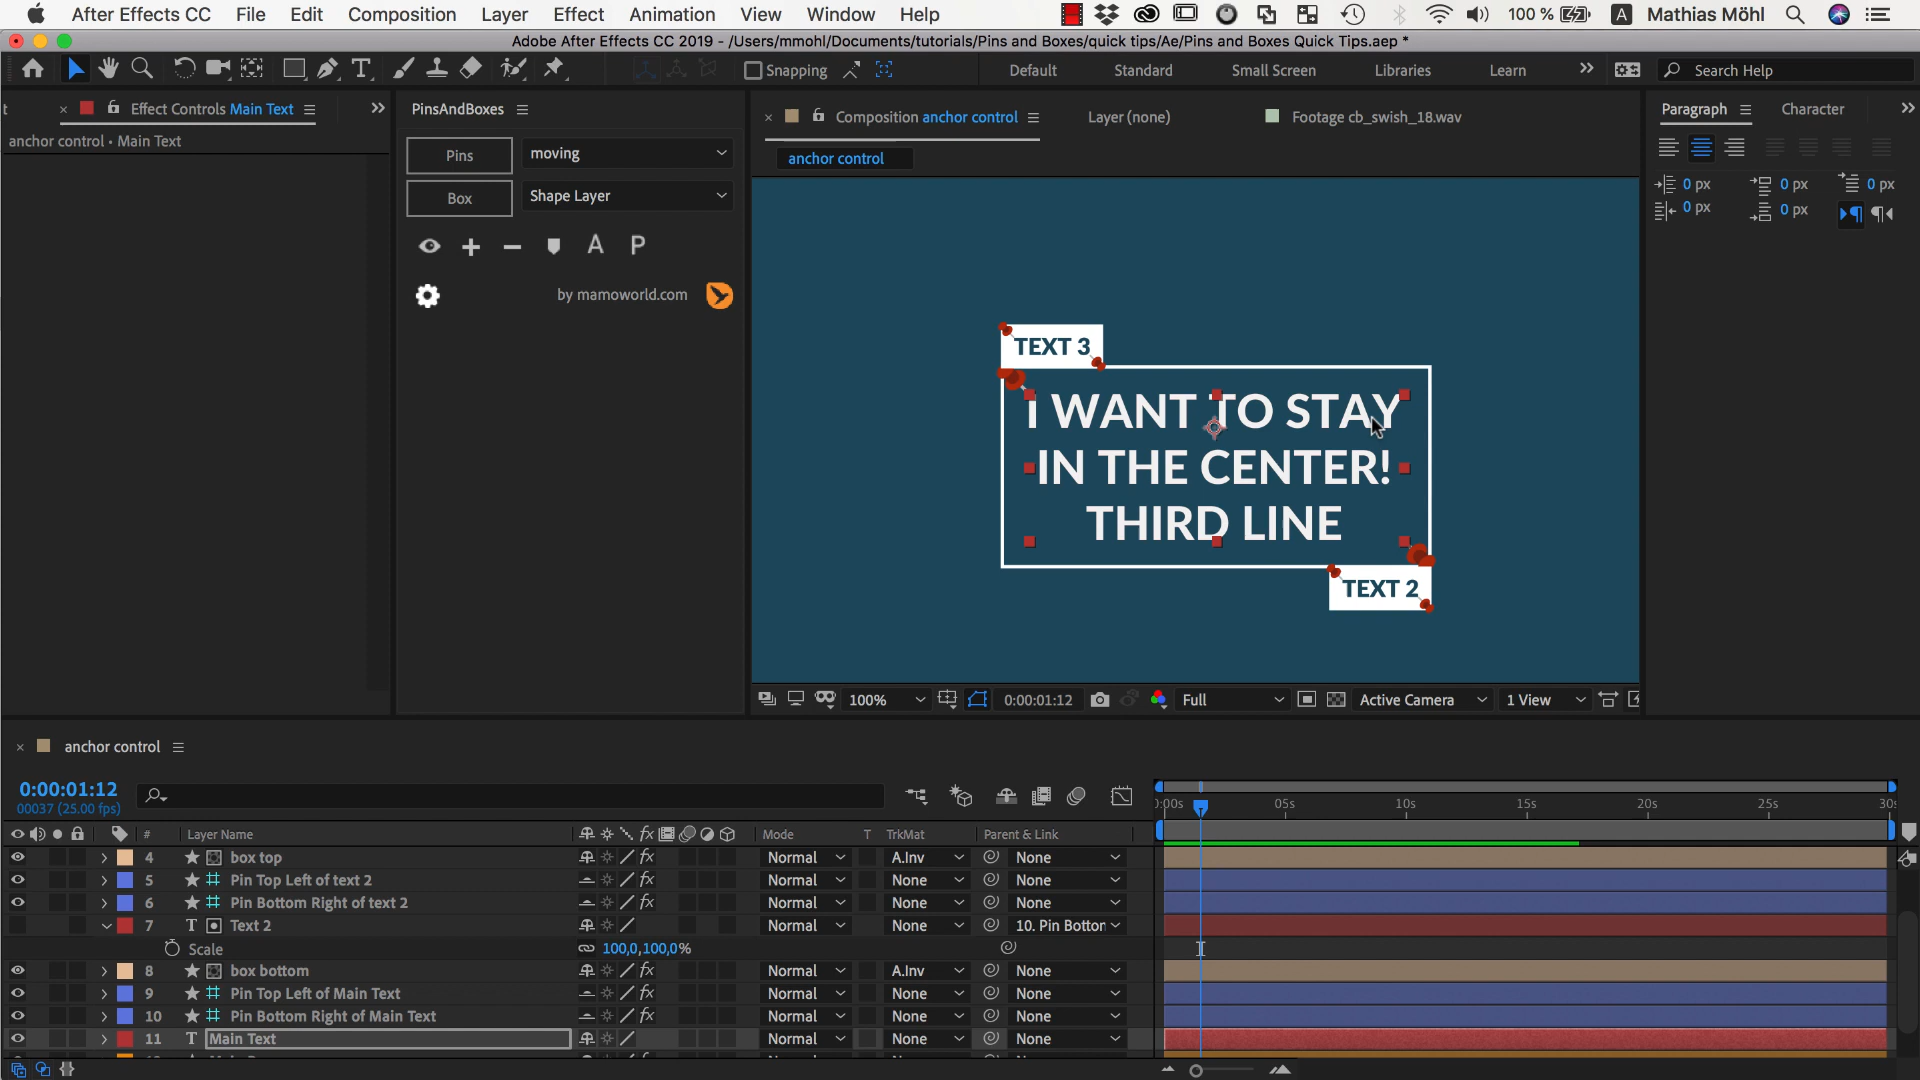 After Effects CC File Edit Composition Layer Effect Animation View Window Help 100 % A Mathias Möhl
Adobe After Effects CC 2019 - /Users/mmohl/Documents/tutorials/Pins and Boxes/quick tips/Ae/Pins and Boxes Quick Tips.aep *
Snapping Default Standard Small Screen Libraries Learn Search Help
t Effect Controls Main Text PinsAndBoxes Composition anchor control Layer (none) Footage cb_swish_18.wav Paragraph Character
anchor control • Main Text
Pins moving
anchor control
Box Shape Layer
0 px 0 px 0 px
0 px 0 px
A P
by mamoworld.com
TEXT 3
I WANT TO STAY
IN THE CENTER!
THIRD LINE
TEXT 2
100% 0:00:01:12 Full Active Camera 1 View
anchor control
0:00:01:12
00037 (25.00 fps)
:00s 05s 10s 15s 20s 25s 30s
# Layer Name Mode T TrkMat Parent & Link
4 box top Normal A.Inv None
5 Pin Top Left of text 2 Normal None None
6 Pin Bottom Right of text 2 Normal None None
7 T Text 2 Normal None 10. Pin Bottor
Scale 100,0,100,0%
8 box bottom Normal A.Inv None
9 Pin Top Left of Main Text Normal None None
10 Pin Bottom Right of Main Text Normal None None
11 T Main Text Normal None None